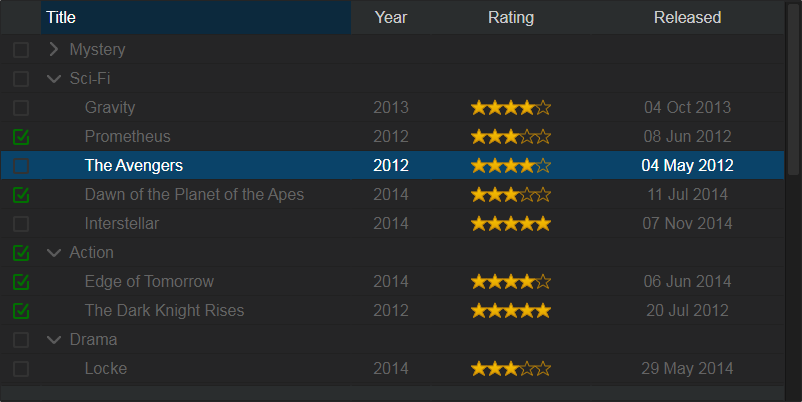 Title Year Rating Released
Mystery
Sci-Fi
Gravity 2013 04 Oct 2013
Prometheus 2012 08 Jun 2012
The Avengers 2012 04 May 2012
Dawn of the Planet of the Apes 2014 11 Jul 2014
Interstellar 2014 07 Nov 2014
Action
Edge of Tomorrow 2014 06 Jun 2014
The Dark Knight Rises 2012 20 Jul 2012
Drama
Locke 2014 29 May 2014